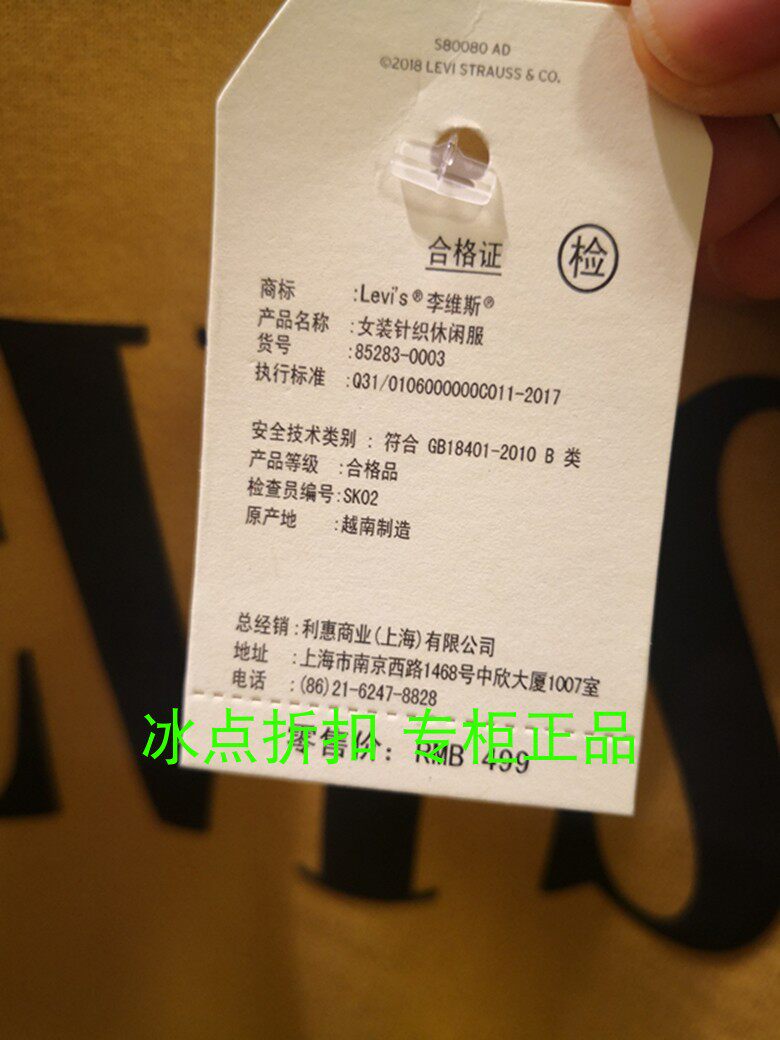 S80080 AD
©2018 LEVI STRAUSS & CO.
合格证 检
商标 :Levi's®李维斯®
产品名称 :女装针织休闲服
货号 :85283-0003
执行标准 :Q31/0106000000C011-2017
安全技术类别 : 符合 GB18401-2010 B 类
产品等级 :合格品
检查员编号:SK02
原产地 :越南制造
总经销:利惠商业(上海)有限公司
地址 :上海市南京西路1468号中欣大厦1007室
电话 :(86)21-6247-8828
冰点折扣 专柜正品
零售价: RMB 499